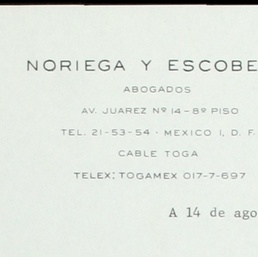 NORIEGA Y ESCOBE
ABOGADOS
AV. JUAREZ Nº 14-8º PISO
TEL. 21-53-54 · MEXICO 1, D. F.
CABLE TOGA
TELEX: TOGAMEX 017-7-697
A 14 de ago